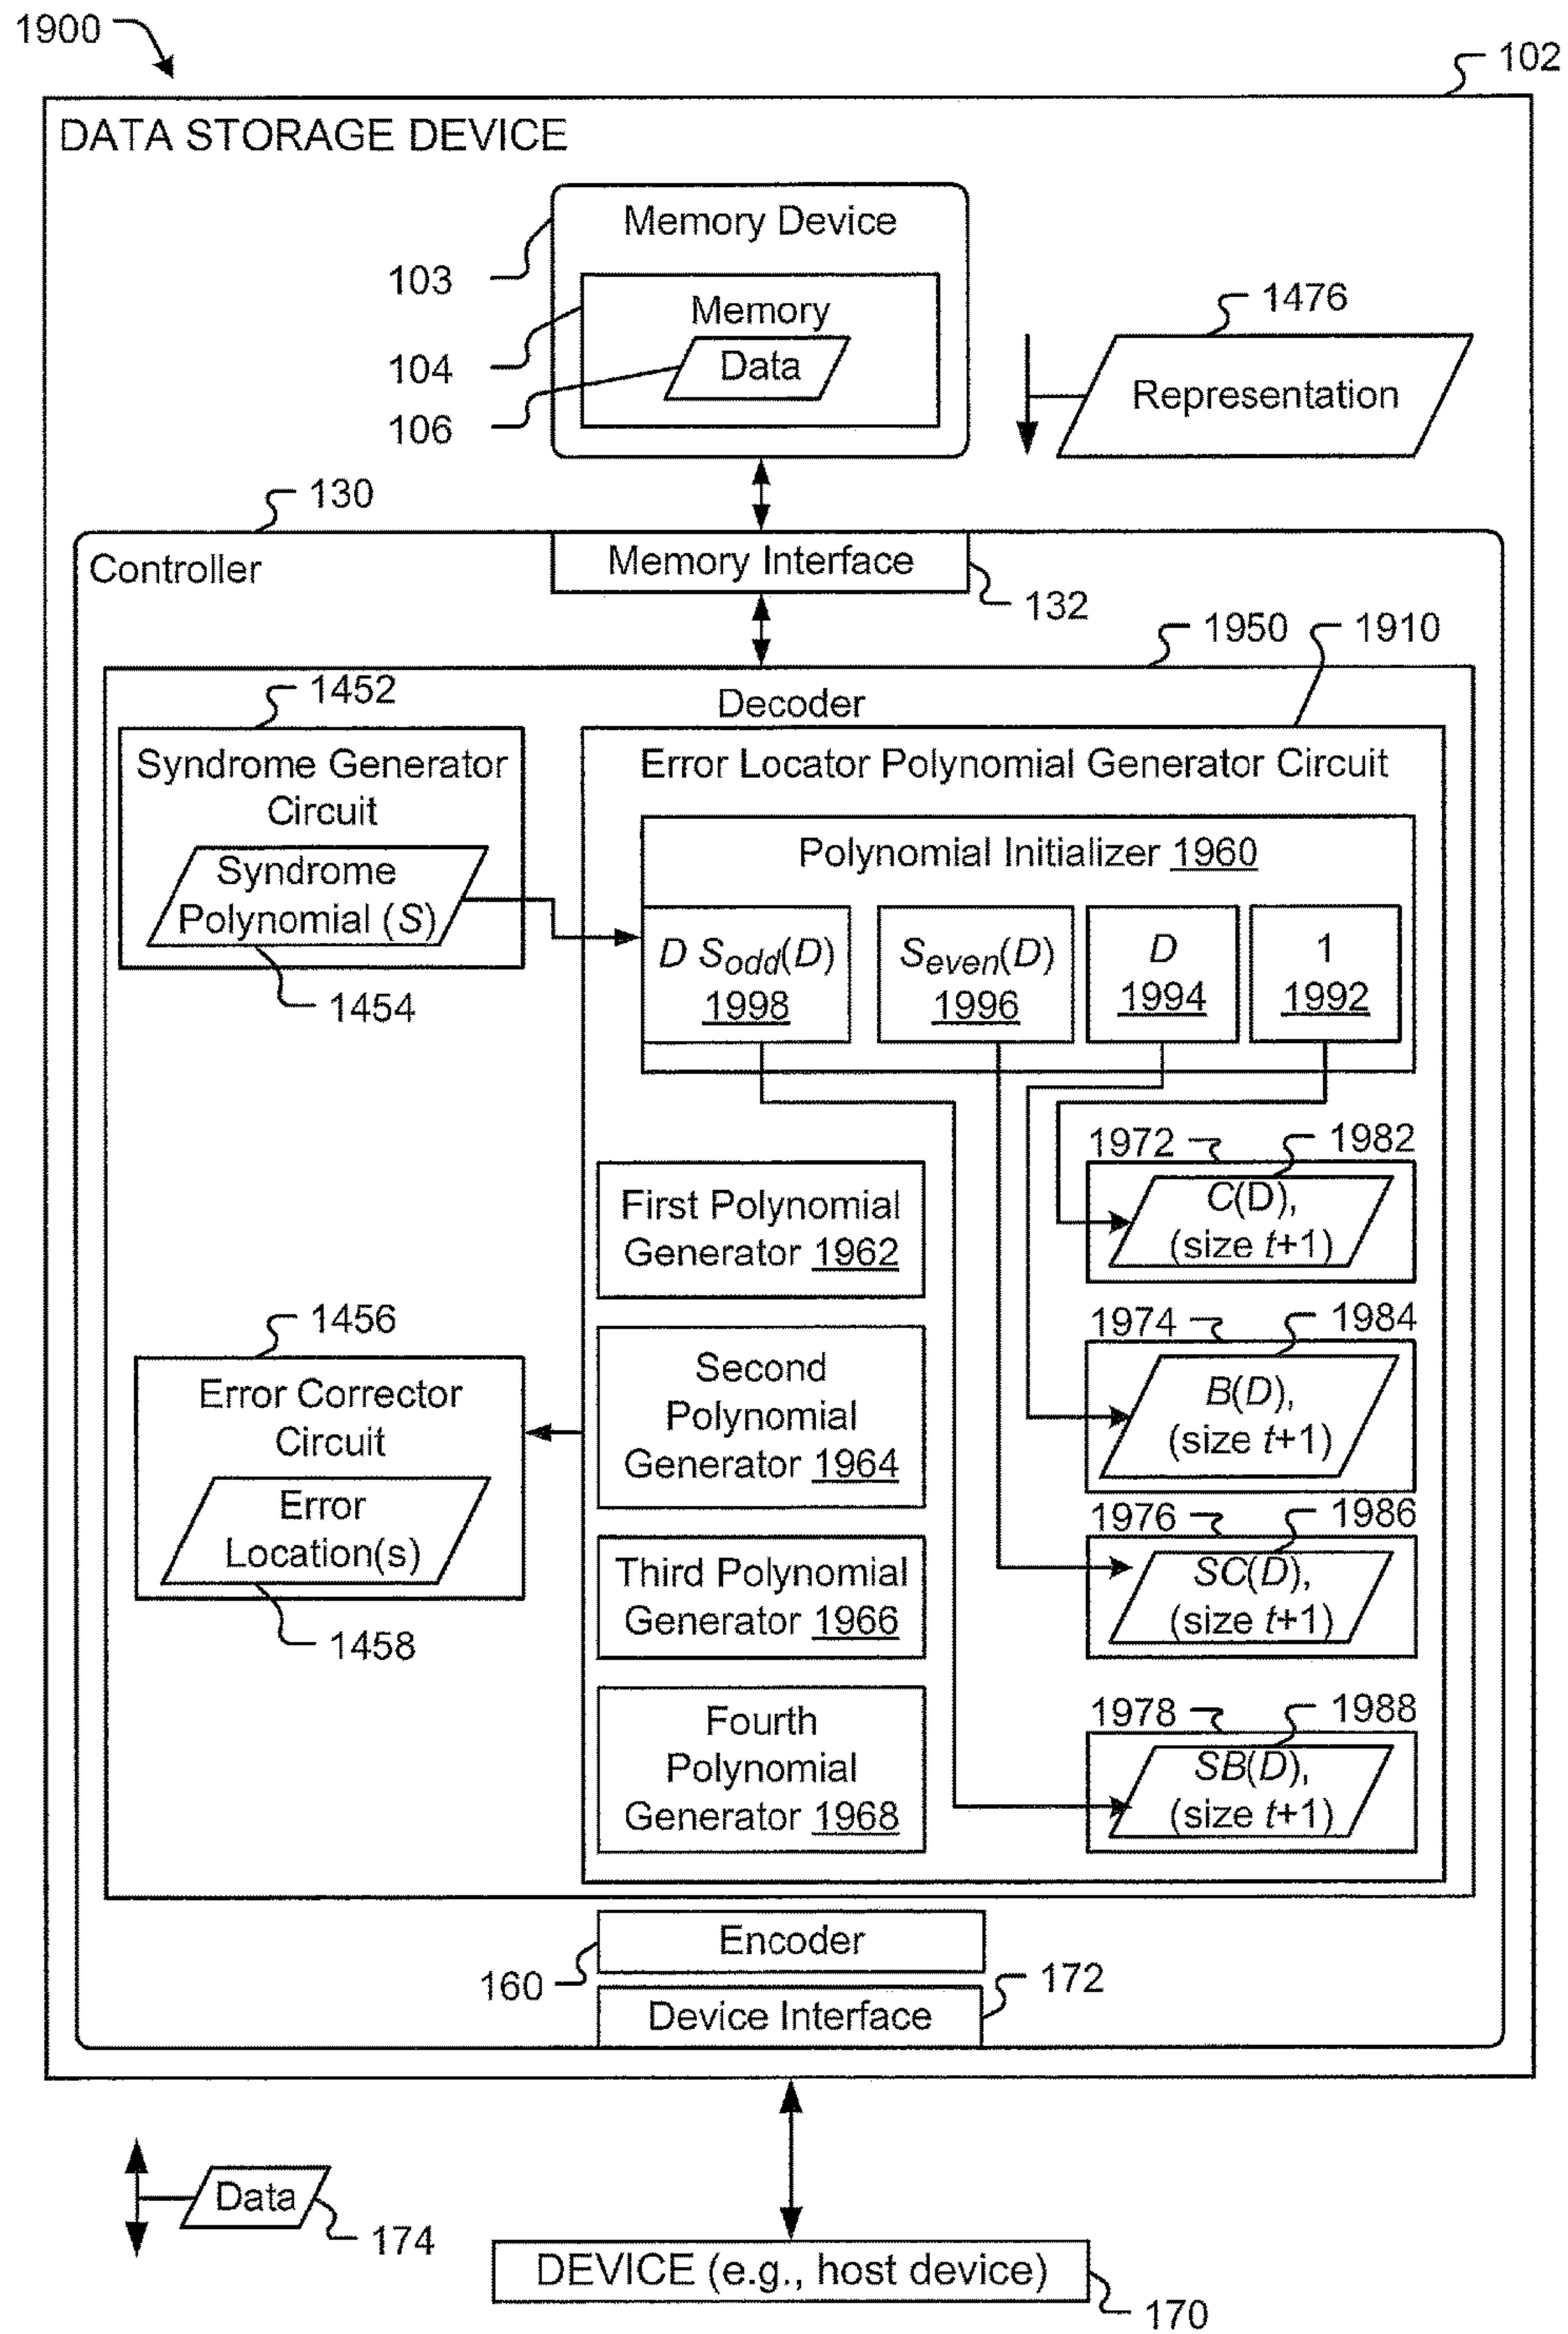 1900
102
DATA STORAGE DEVICE
Memory Device
103
Memory
104
Data
106
1476
Representation
130
Controller
Memory Interface
132
1950
1910
Decoder
1452
Syndrome Generator
Circuit
Syndrome
Polynomial (S)
1454
Error Locator Polynomial Generator Circuit
Polynomial Initializer 1960
D Sodd(D)
1998
Seven(D)
1996
D
1994
1
1992
1972
1982
C(D),
(size t+1)
First Polynomial
Generator 1962
1974
1984
B(D),
(size t+1)
Second
Polynomial
Generator 1964
1456
Error Corrector
Circuit
Error
Location(s)
1458
1976
1986
SC(D),
(size t+1)
Third Polynomial
Generator 1966
1978
1988
SB(D),
(size t+1)
Fourth
Polynomial
Generator 1968
Encoder
160
172
Device Interface
Data
174
DEVICE (e.g., host device)
170